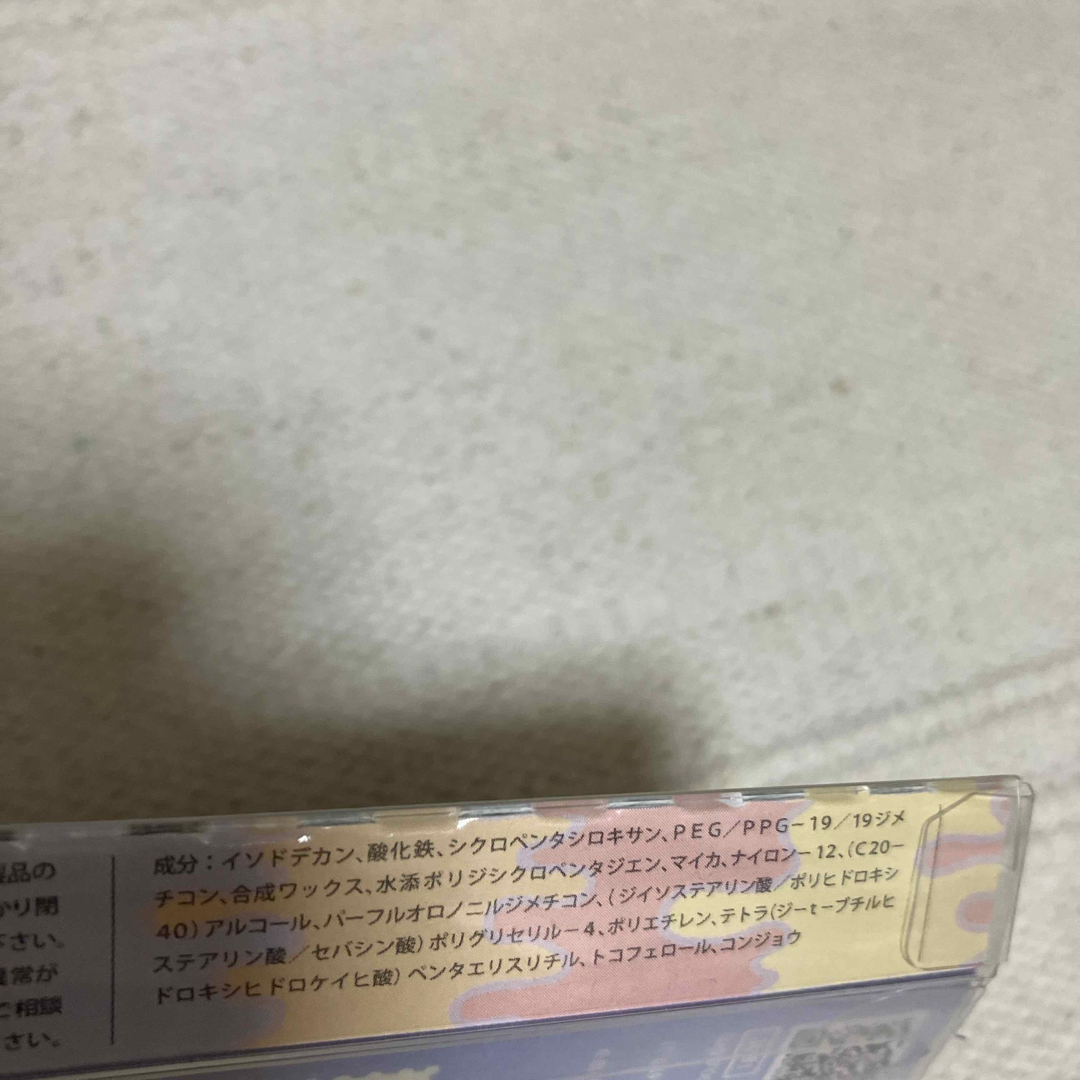 品の
かり閉
下さい。
異常が
ご相談
さい。
成分：イソドデカン、酸化鉄、シクロペンタシロキサン、PEG／PPG－19／19ジメ
チコン、合成ワックス、水添ポリジシクロペンタジエン、マイカ、ナイロン－12、(C20－
40)アルコール、パーフルオロノニルジメチコン、(ジイソステアリン酸／ポリヒドロキシ
ステアリン酸／セバシン酸)ポリグリセリル－4、ポリエチレン、テトラ(ジーt－ブチルヒ
ドロキシヒドロケイヒ酸)ペンタエリスリチル、トコフェロール、コンジョウ